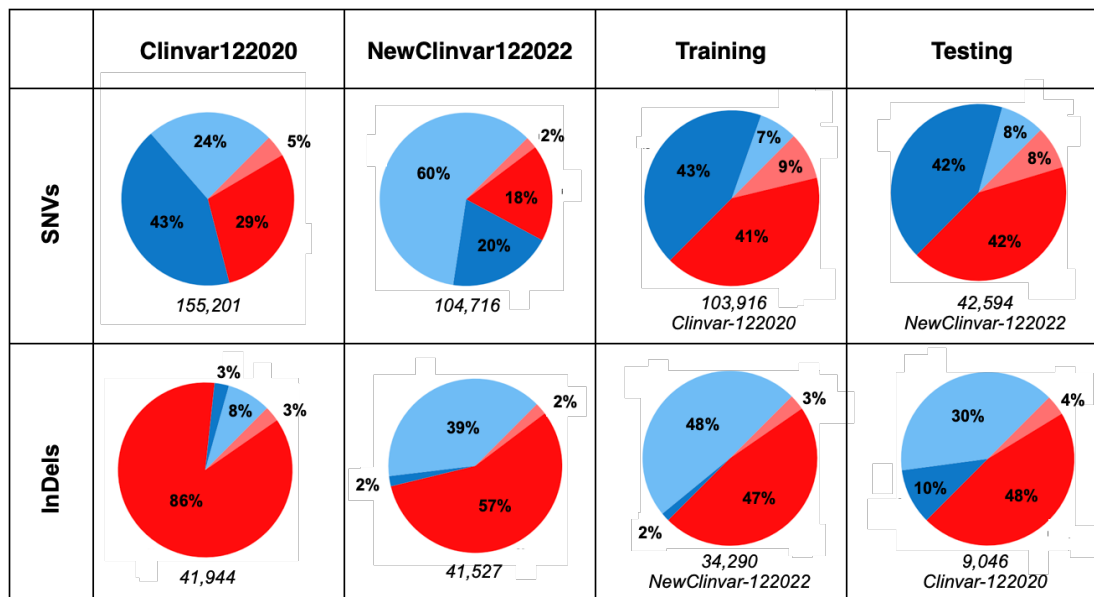 Clinvar122020 NewClinvar122022 Training Testing
SNVs
24% 5% 43% 29%
155,201
2% 60% 18% 20%
104,716
7% 43% 9% 41%
103,916
Clinvar-122020
8% 42% 8% 42%
42,594
NewClinvar-122022
InDels
3% 8% 3% 86%
41,944
39% 2% 2% 57%
41,527
48% 3% 47% 2%
34,290
NewClinvar-122022
30% 4% 10% 48%
9,046
Clinvar-122020